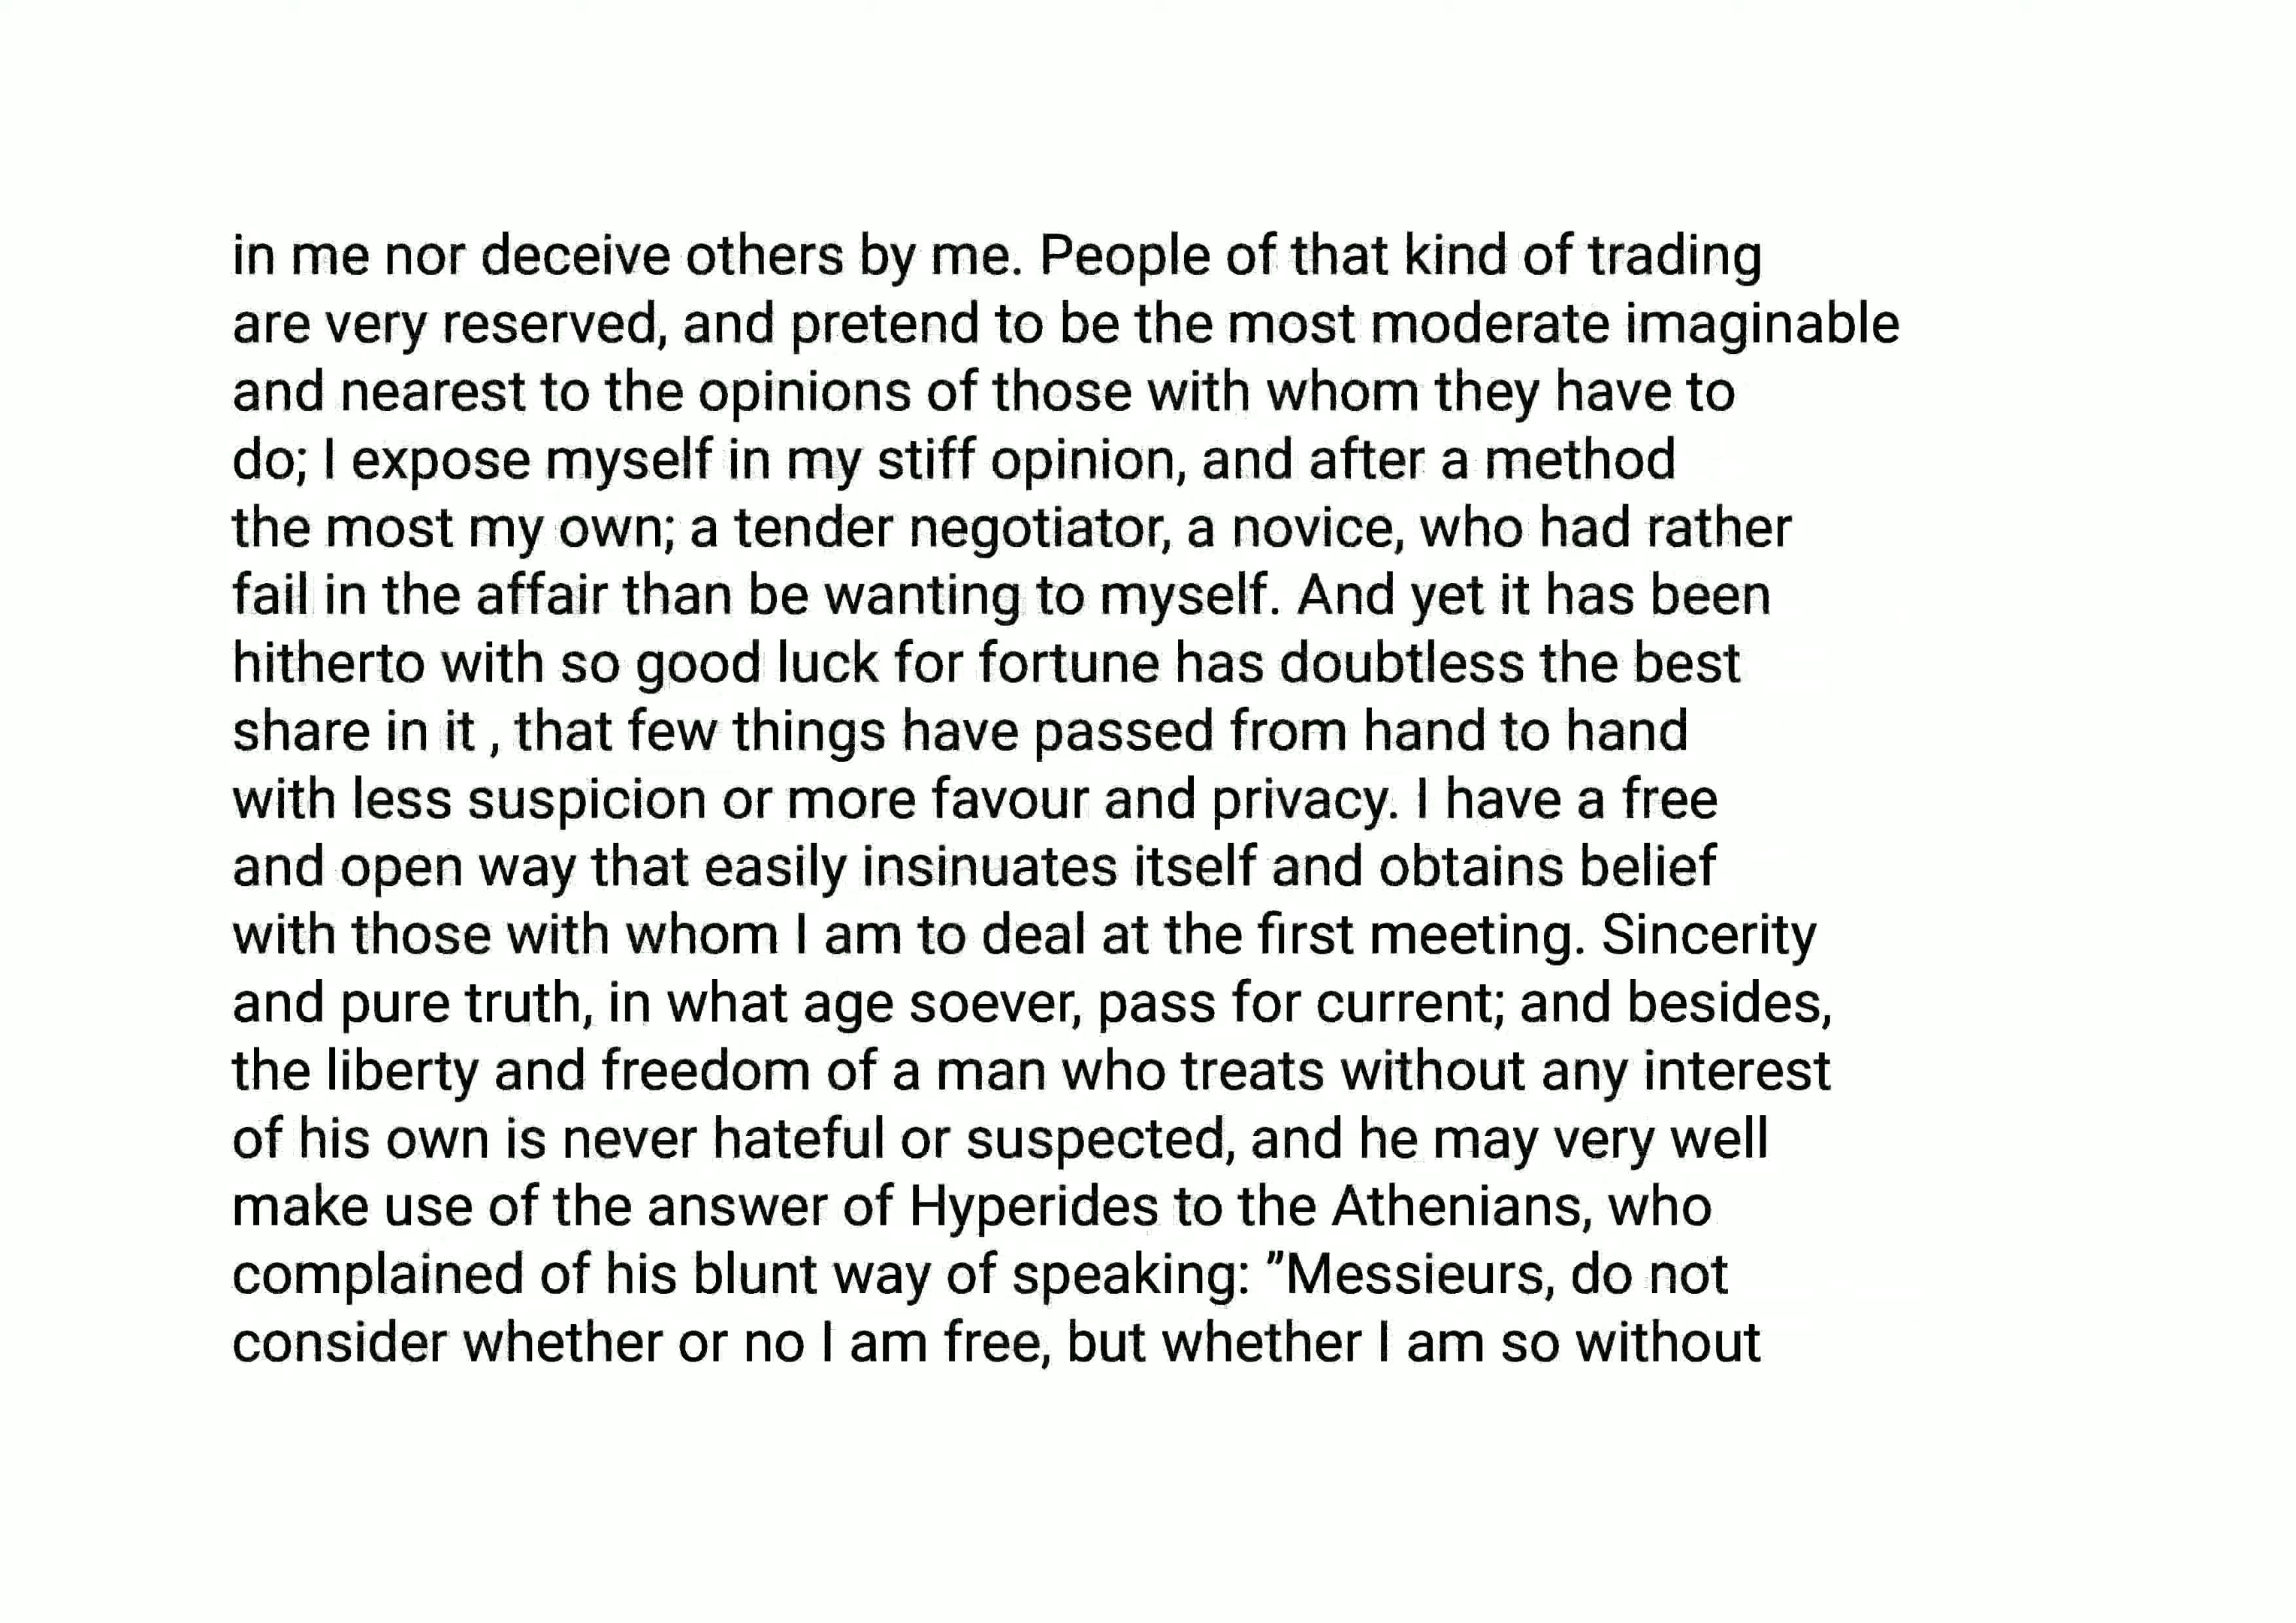 in me nor deceive others by me. People of that kind of trading
are very reserved, and pretend to be the most moderate imaginable
and nearest to the opinions of those with whom they have to
do; I expose myself in my stiff opinion, and after a method
the most my own; a tender negotiator, a novice, who had rather
fail in the affair than be wanting to myself. And yet it has been
hitherto with so good luck for fortune has doubtless the best
share in it , that few things have passed from hand to hand
with less suspicion or more favour and privacy. I have a free
and open way that easily insinuates itself and obtains belief
with those with whom I am to deal at the first meeting. Sincerity
and pure truth, in what age soever, pass for current; and besides,
the liberty and freedom of a man who treats without any interest
of his own is never hateful or suspected, and he may very well
make use of the answer of Hyperides to the Athenians, who
complained of his blunt way of speaking: ”Messieurs, do not
consider whether or no I am free, but whether I am so without